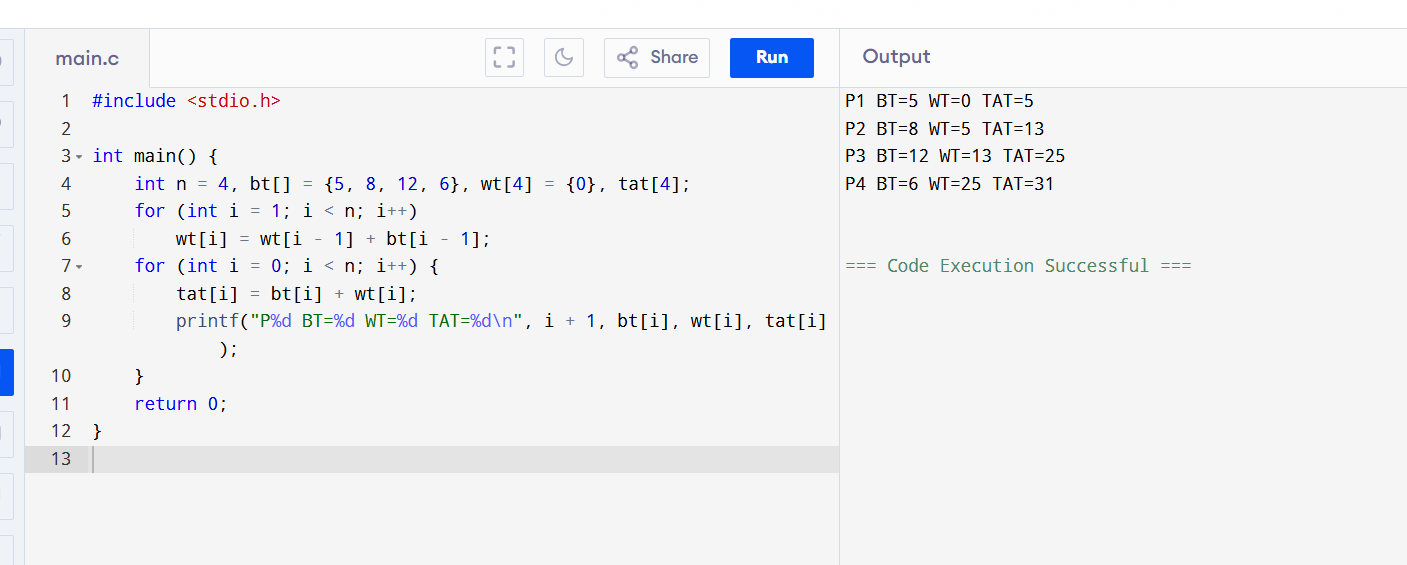 main.c
Share
Run
Output
1 #include <stdio.h>
2
3 int main() {
4     int n = 4, bt[] = {5, 8, 12, 6}, wt[4] = {0}, tat[4];
5     for (int i = 1; i < n; i++)
6         wt[i] = wt[i - 1] + bt[i - 1];
7     for (int i = 0; i < n; i++) {
8         tat[i] = bt[i] + wt[i];
9         printf("P%d BT=%d WT=%d TAT=%d\n", i + 1, bt[i], wt[i], tat[i]
            );
10     }
11     return 0;
12 }
13
P1 BT=5 WT=0 TAT=5
P2 BT=8 WT=5 TAT=13
P3 BT=12 WT=13 TAT=25
P4 BT=6 WT=25 TAT=31
=== Code Execution Successful ===